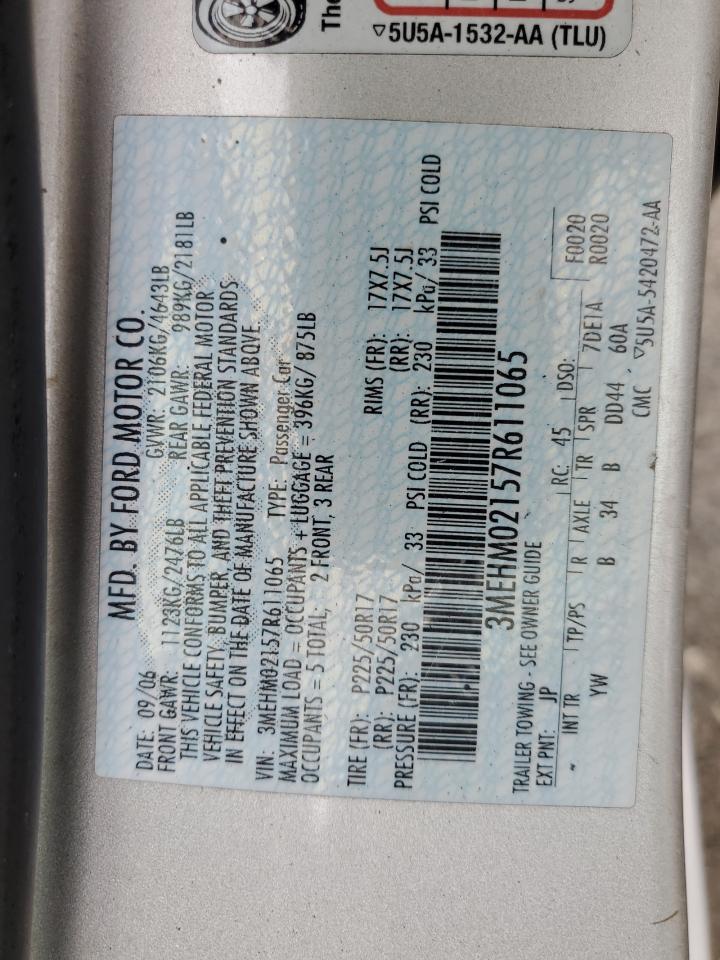 The
▽5U5A-1532-AA (TLU)
MFD. BY FORD MOTOR CO.
DATE: 09/06 GVWR: 2106KG/4643LB
FRONT GAWR: 1123KG/2476LB REAR GAWR: 989KG/2181LB
THIS VEHICLE CONFORMS TO ALL APPLICABLE FEDERAL MOTOR
VEHICLE SAFETY, BUMPER, AND THEFT PREVENTION STANDARDS
IN EFFECT ON THE DATE OF MANUFACTURE SHOWN ABOVE.
VIN: 3MEHM02157R611065 TYPE: Passenger Car
MAXIMUM LOAD = OCCUPANTS + LUGGAGE = 396KG/ 875LB
OCCUPANTS = 5 TOTAL; 2 FRONT, 3 REAR
TIRE (FR): P225/50R17 RIMS (FR): 17X7.5J
(RR): P225/50R17 (RR): 17X7.5J
PRESSURE (FR): 230 kPa/ 33 PSI COLD (RR): 230 kPa/ 33 PSI COLD
3MEHM02157R611065
TRAILER TOWING - SEE OWNER GUIDE
EXT PNT: JP RC: 45 DSO: F0020
INT TR TP/PS R AXLE TR SPR 7DE1A R0020
YW B 34 B DD44 60A
CMC ▽5U5A-5420472-AA